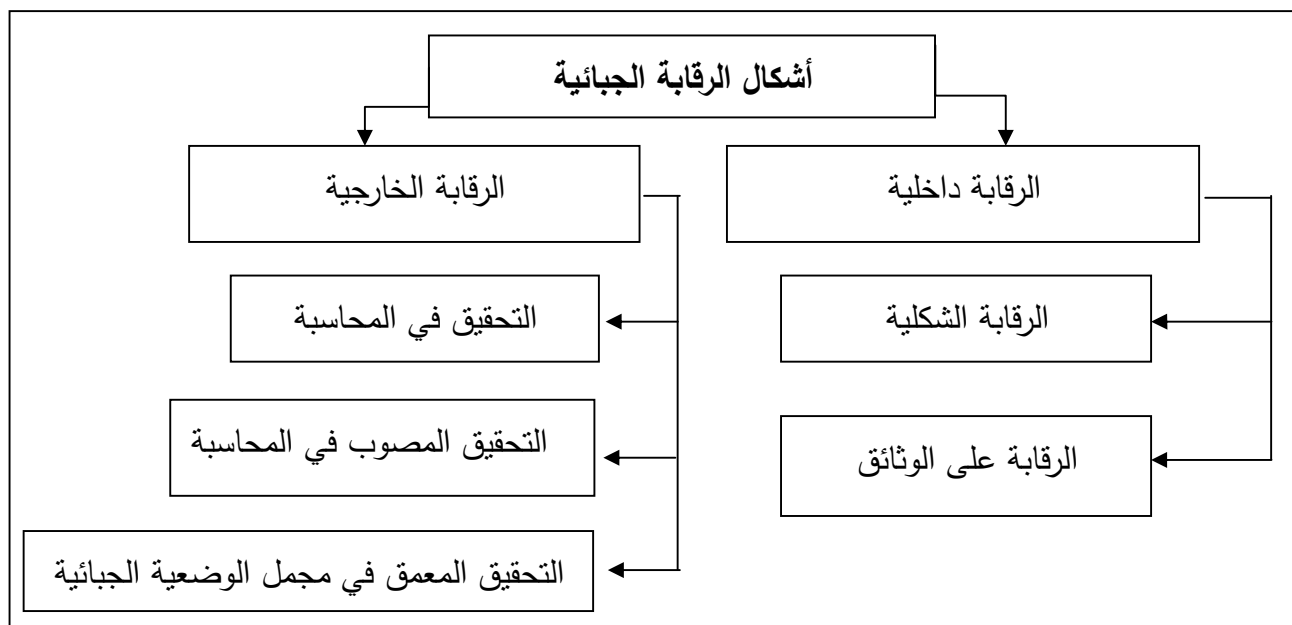 أشكال الرقابة الجبائية
الرقابة داخلية
الرقابة الخارجية
الرقابة الشكلية
التحقيق في المحاسبة
الرقابة على الوثائق
التحقيق المصوب في المحاسبة
التحقيق المعمق في مجمل الوضعية الجبائية